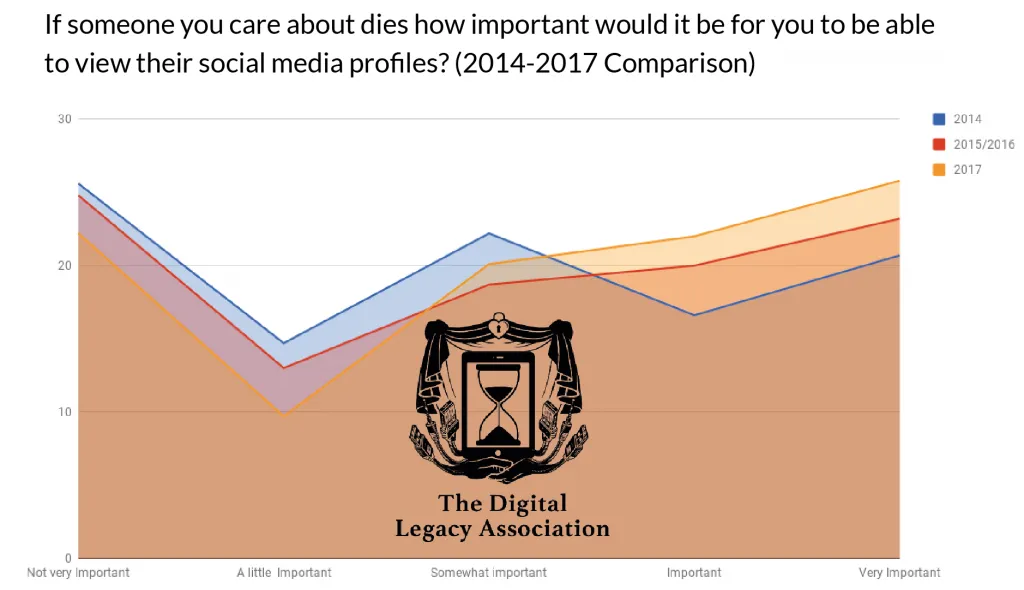 If someone you care about dies how important would it be for you to be able
to view their social media profiles? (2014-2017 Comparison)
30
2014
2015/2016
2017
20
10
The Digital
Legacy Association
0
Not very Important
A little Important
Somewhat important
Important
Very Important